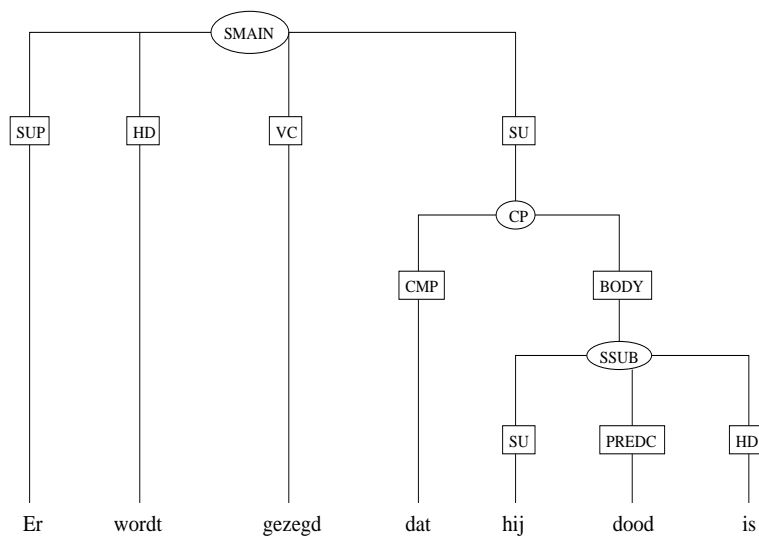 SMAIN
SUP HD VC SU
CP
CMP BODY
SSUB
SU PREDC HD
Er wordt gezegd dat hij dood is